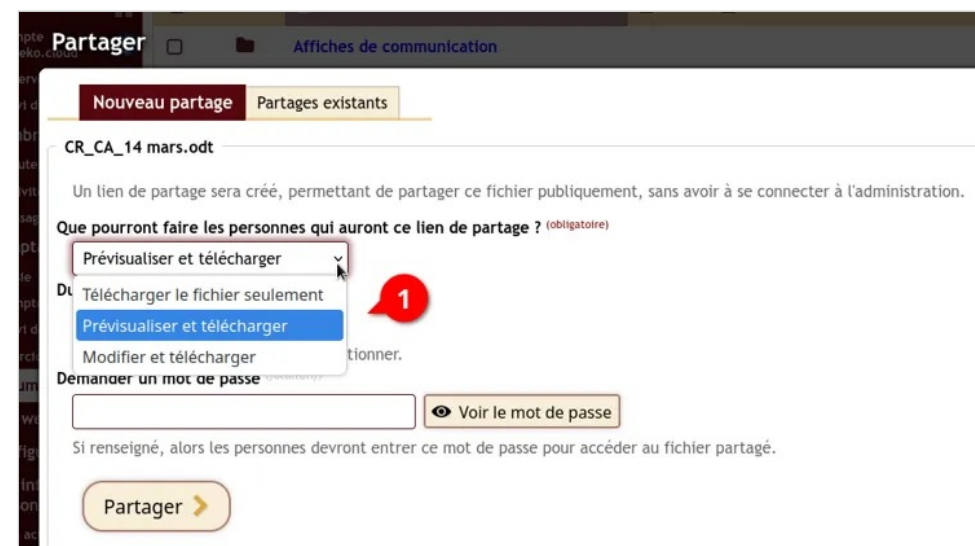 Partager
Affiches de communication
Nouveau partage
Partages existants
CR_CA_14 mars.odt
Un lien de partage sera créé, permettant de partager ce fichier publiquement, sans avoir à se connecter à l'administration.
Que pourront faire les personnes qui auront ce lien de partage ? (obligatoire)
Prévisualiser et télécharger
Télécharger le fichier seulement
1
Prévisualiser et télécharger
Modifier et télécharger
Demander un mot de passe
Voir le mot de passe
Si renseigné, alors les personnes devront entrer ce mot de passe pour accéder au fichier partagé.
Partager